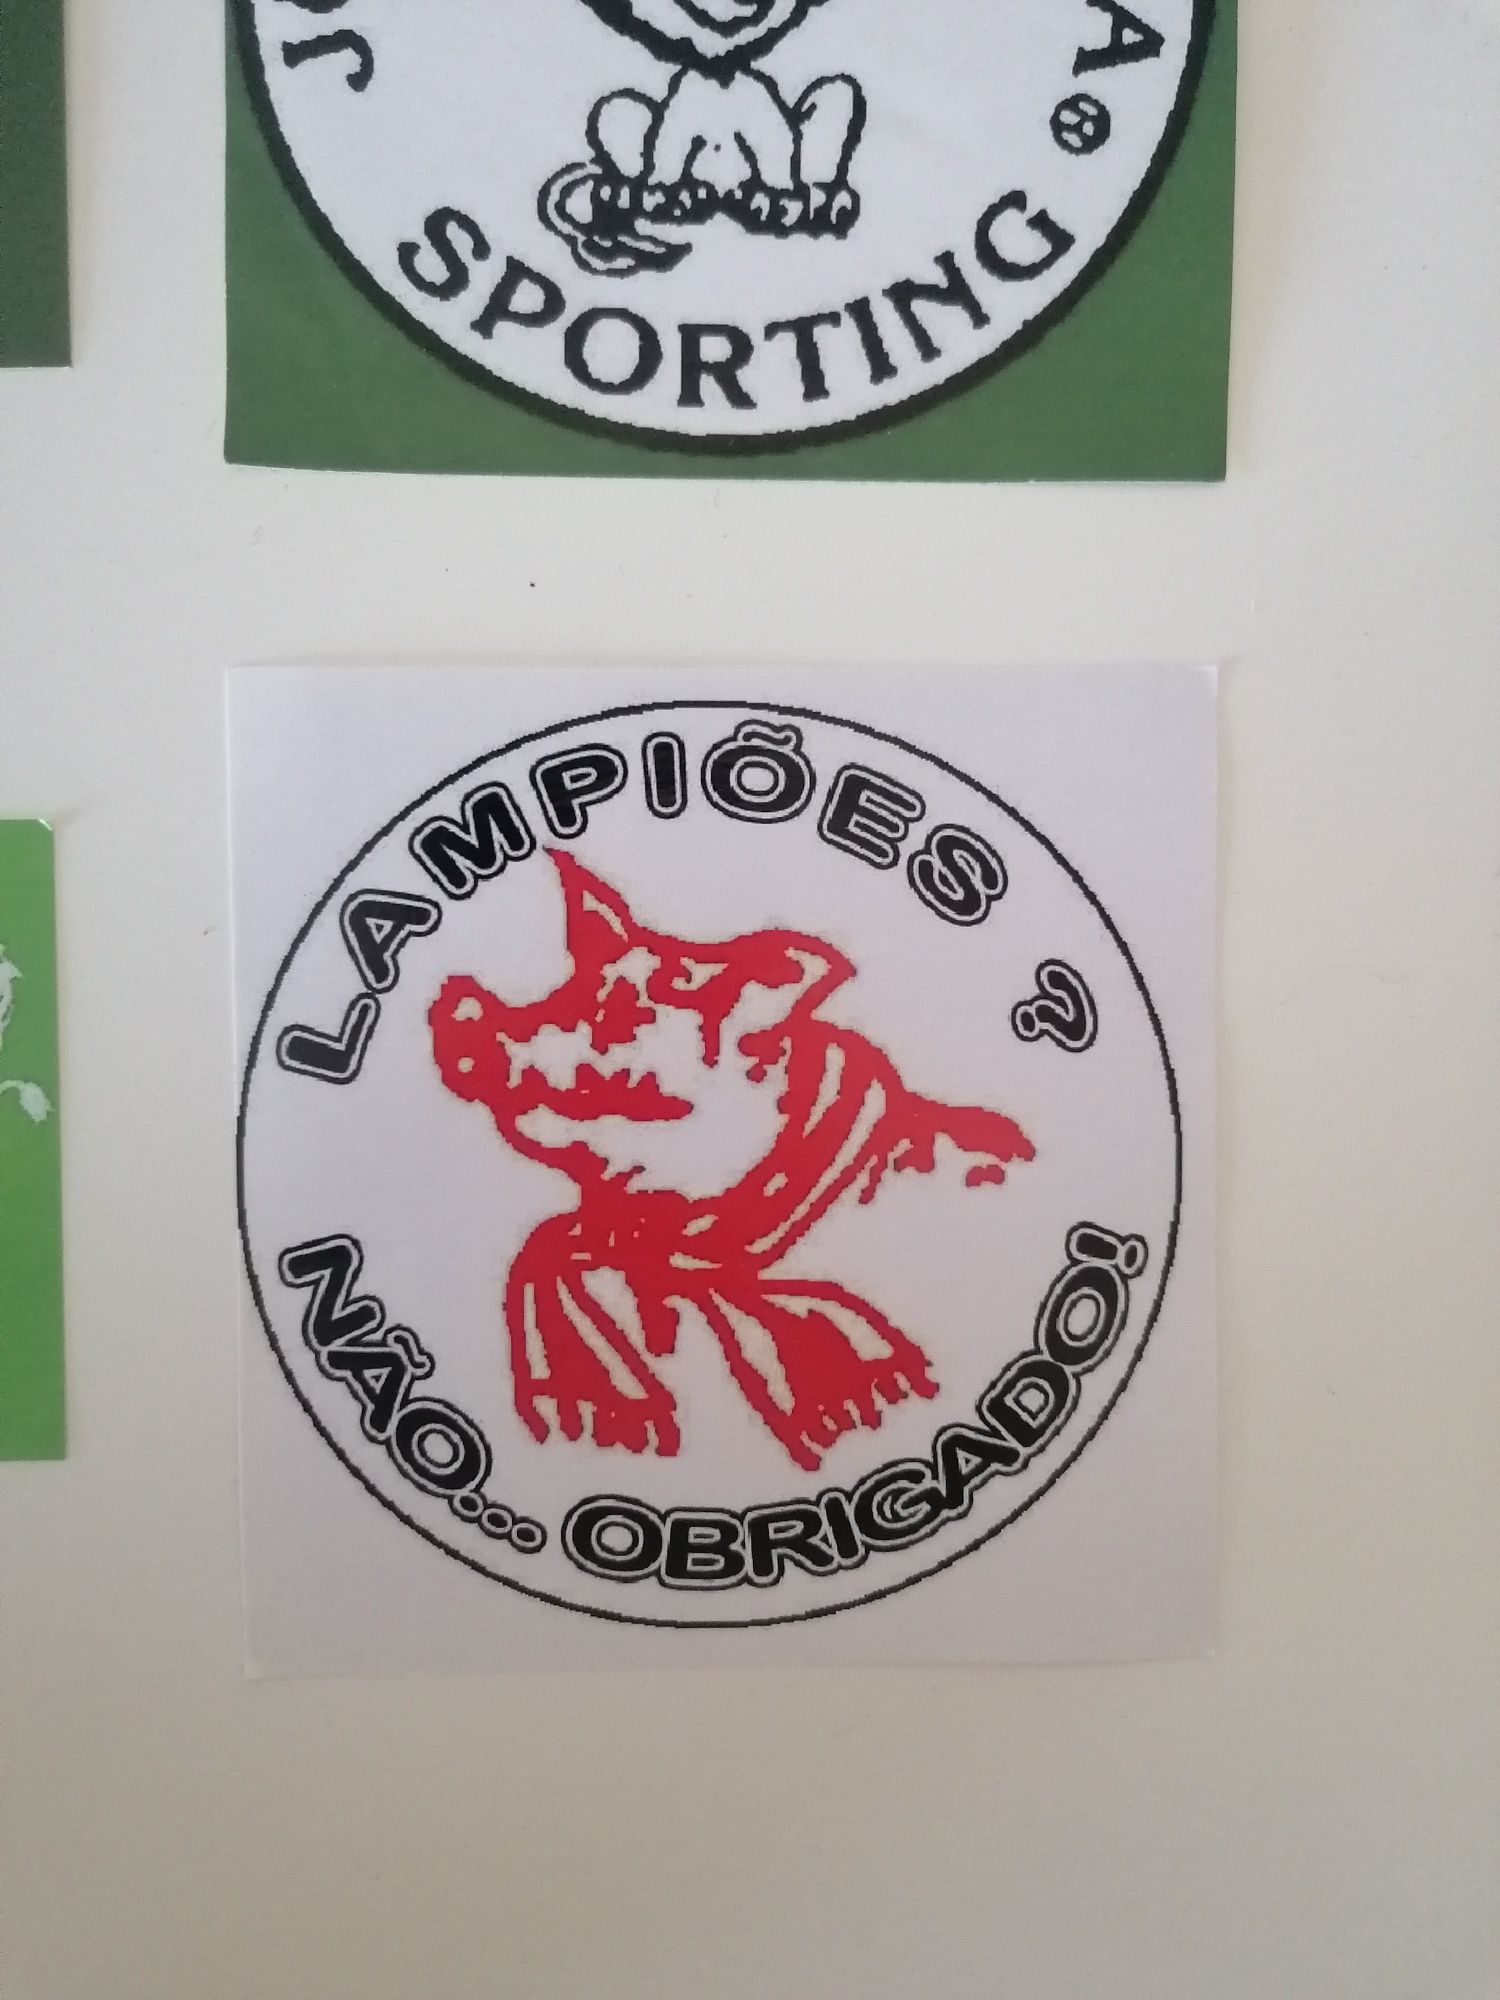 SPORTING
LAMPIÕES ?
NÃO... OBRIGADO!